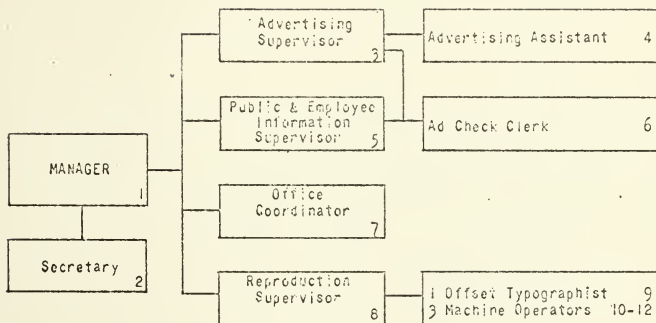 Advertising
Supervisor
3
Advertising Assistant 4
Public & Employee
Information
Supervisor
5
Ad Check Clerk 6
MANAGER
1
Secretary
2
Office
Coordinator
7
Reproduction
Supervisor
8
1 Offset Typographist 9
3 Machine Operators 10-12